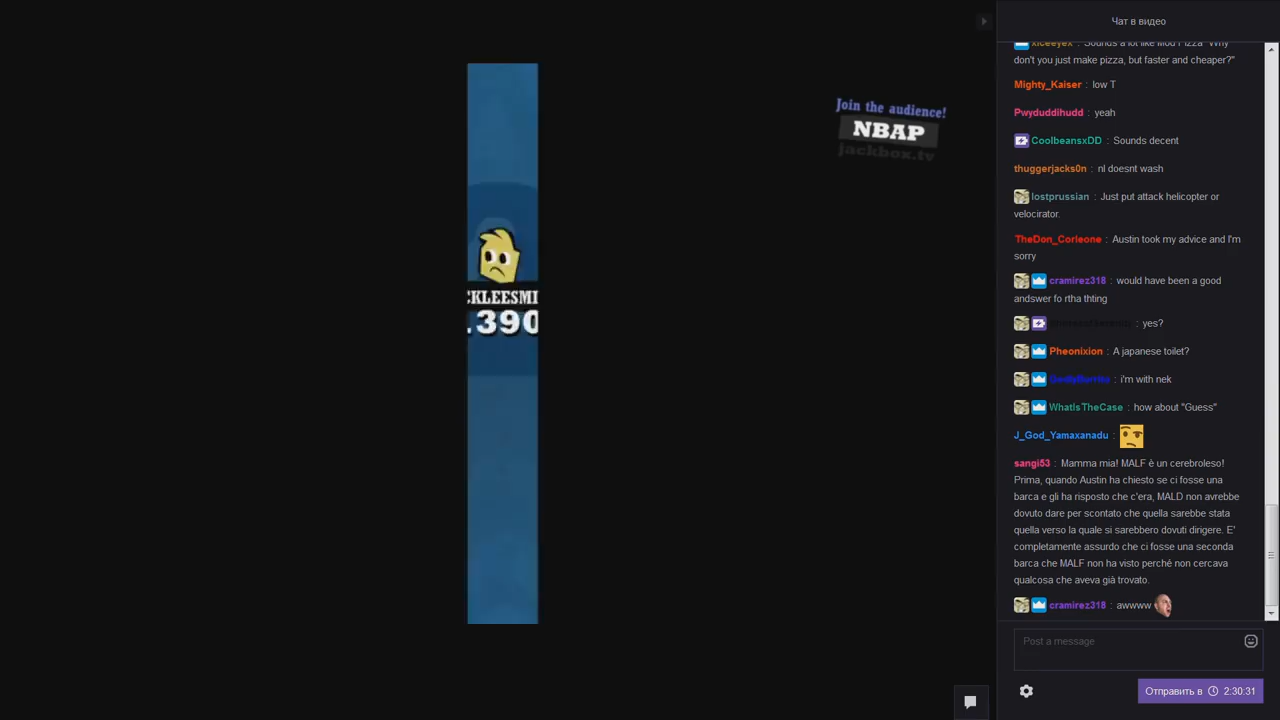 Join the audience!
NBAP
jackbox.tv
CKLEESMI
.390
Чат в видео
xiceeyex : Sounds a lot like Mod Pizza "Why
don't you just make pizza, but faster and cheaper?"
Mighty_Kaiser : low T
Pwyduddihudd : yeah
CoolbeansxDD : Sounds decent
thuggerjacks0n : nl doesnt wash
lostprussian : Just put attack helicopter or
velocirator.
TheDon_Corleone : Austin took my advice and I'm
sorry
cramirez318 : would have been a good
andswer fo rtha thting
: yes?
Pheonixion : A japanese toilet?
: i'm with nek
WhatIsTheCase : how about "Guess"
J_God_Yamaxanadu :
sangi53 : Mamma mia! MALF è un cerebroleso!
Prima, quando Austin ha chiesto se ci fosse una
barca e gli ha risposto che c'era, MALD non avrebbe
dovuto dare per scontato che quella sarebbe stata
quella verso la quale si sarebbero dovuti dirigere. E'
completamente assurdo che ci fosse una seconda
barca che MALF non ha visto perché non cercava
qualcosa che aveva già trovato.
cramirez318 : awwww
Post a message
Отправить в 2:30:31